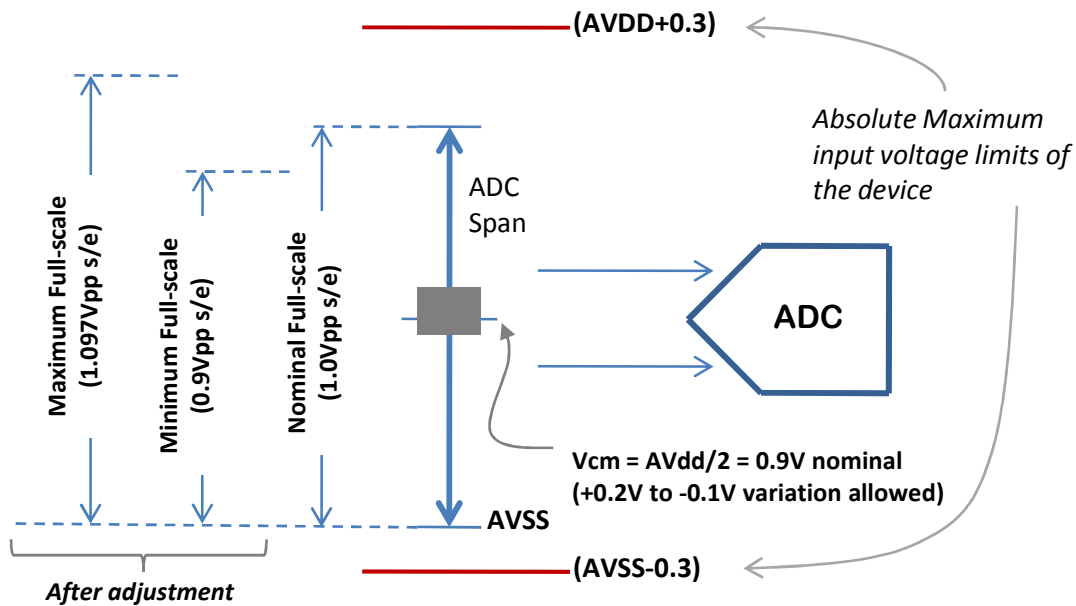 (AVDD+0.3)
Absolute Maximum
input voltage limits of
the device
Maximum Full-scale
(1.097Vpp s/e)
Minimum Full-scale
(0.9Vpp s/e)
Nominal Full-scale
(1.0Vpp s/e)
ADC
Span
ADC
Vcm = AVdd/2 = 0.9V nominal
(+0.2V to -0.1V variation allowed)
AVSS
(AVSS-0.3)
After adjustment